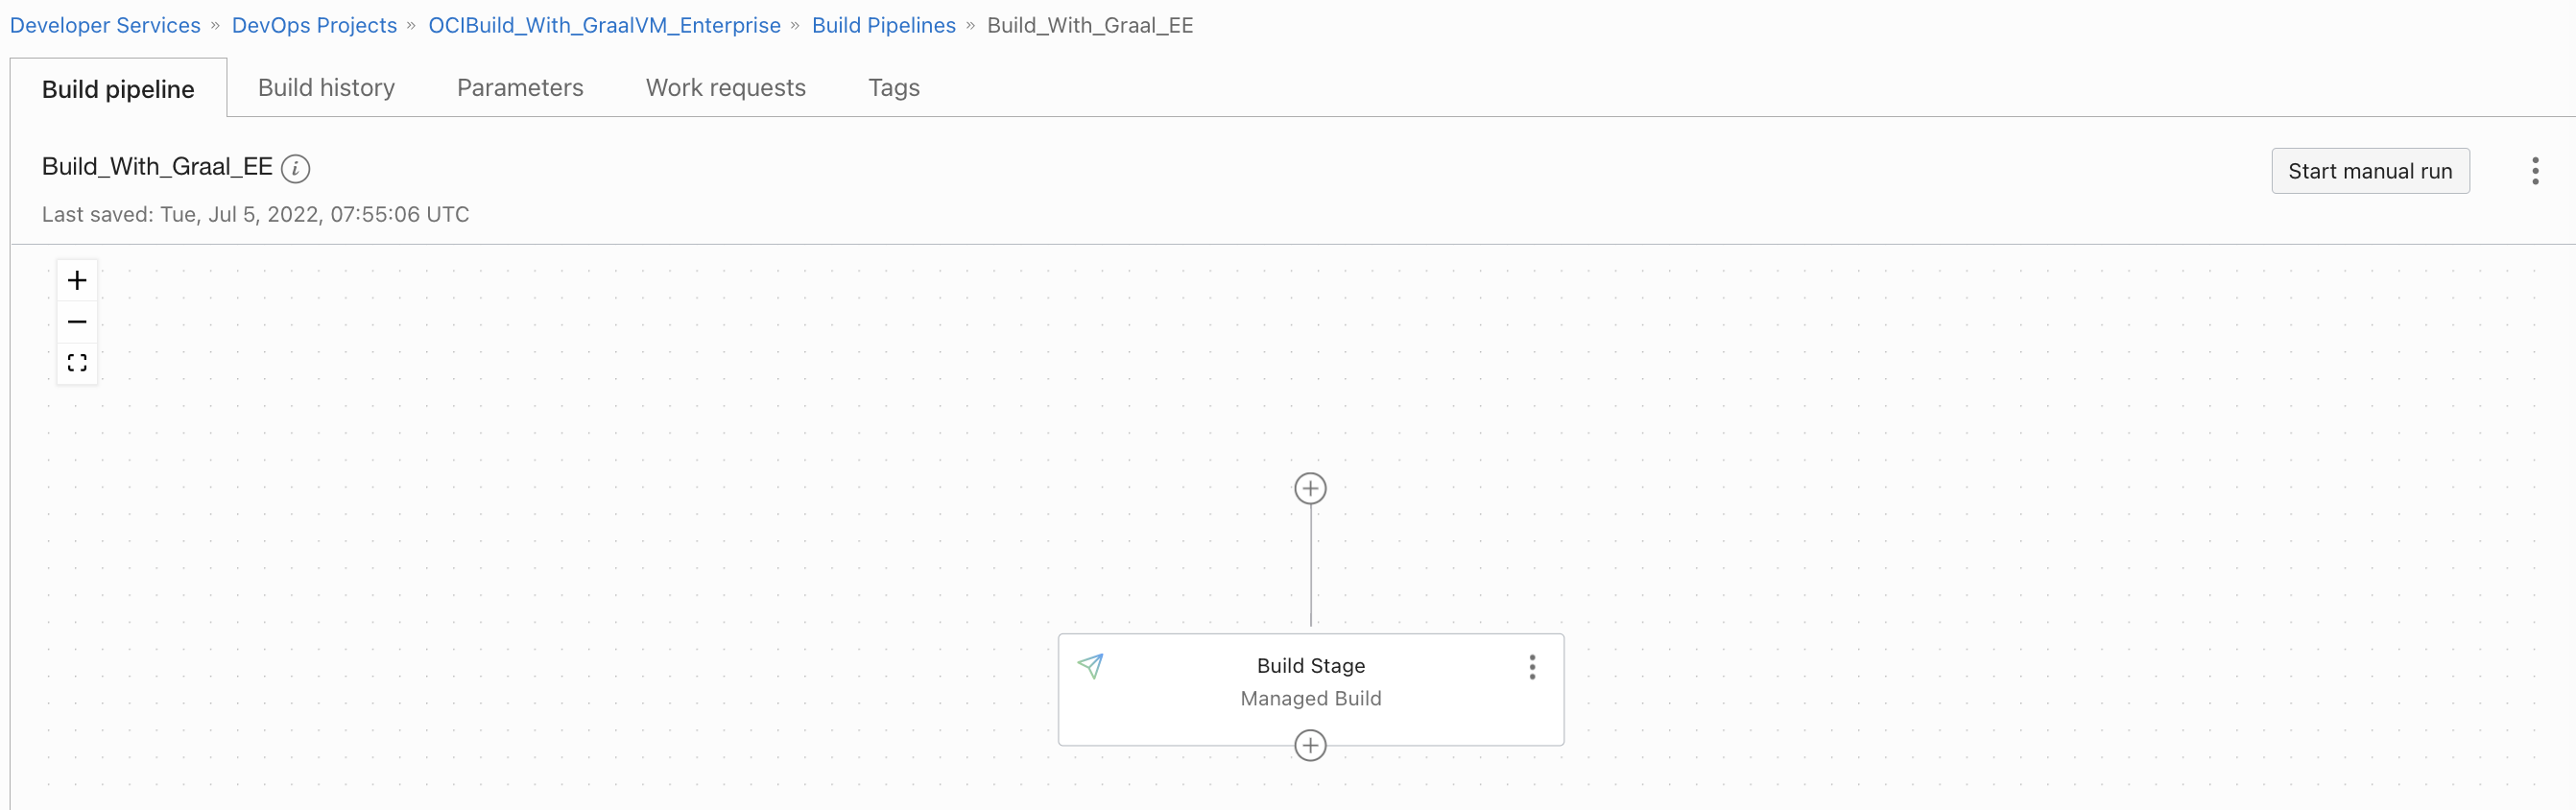 Developer Services » DevOps Projects » OCIBuild_With_GraalVM_Enterprise » Build Pipelines » Build_With_Graal_EE
Build pipeline Build history Parameters Work requests Tags
Build_With_Graal_EE i
Start manual run
Last saved: Tue, Jul 5, 2022, 07:55:06 UTC
Build Stage
Managed Build